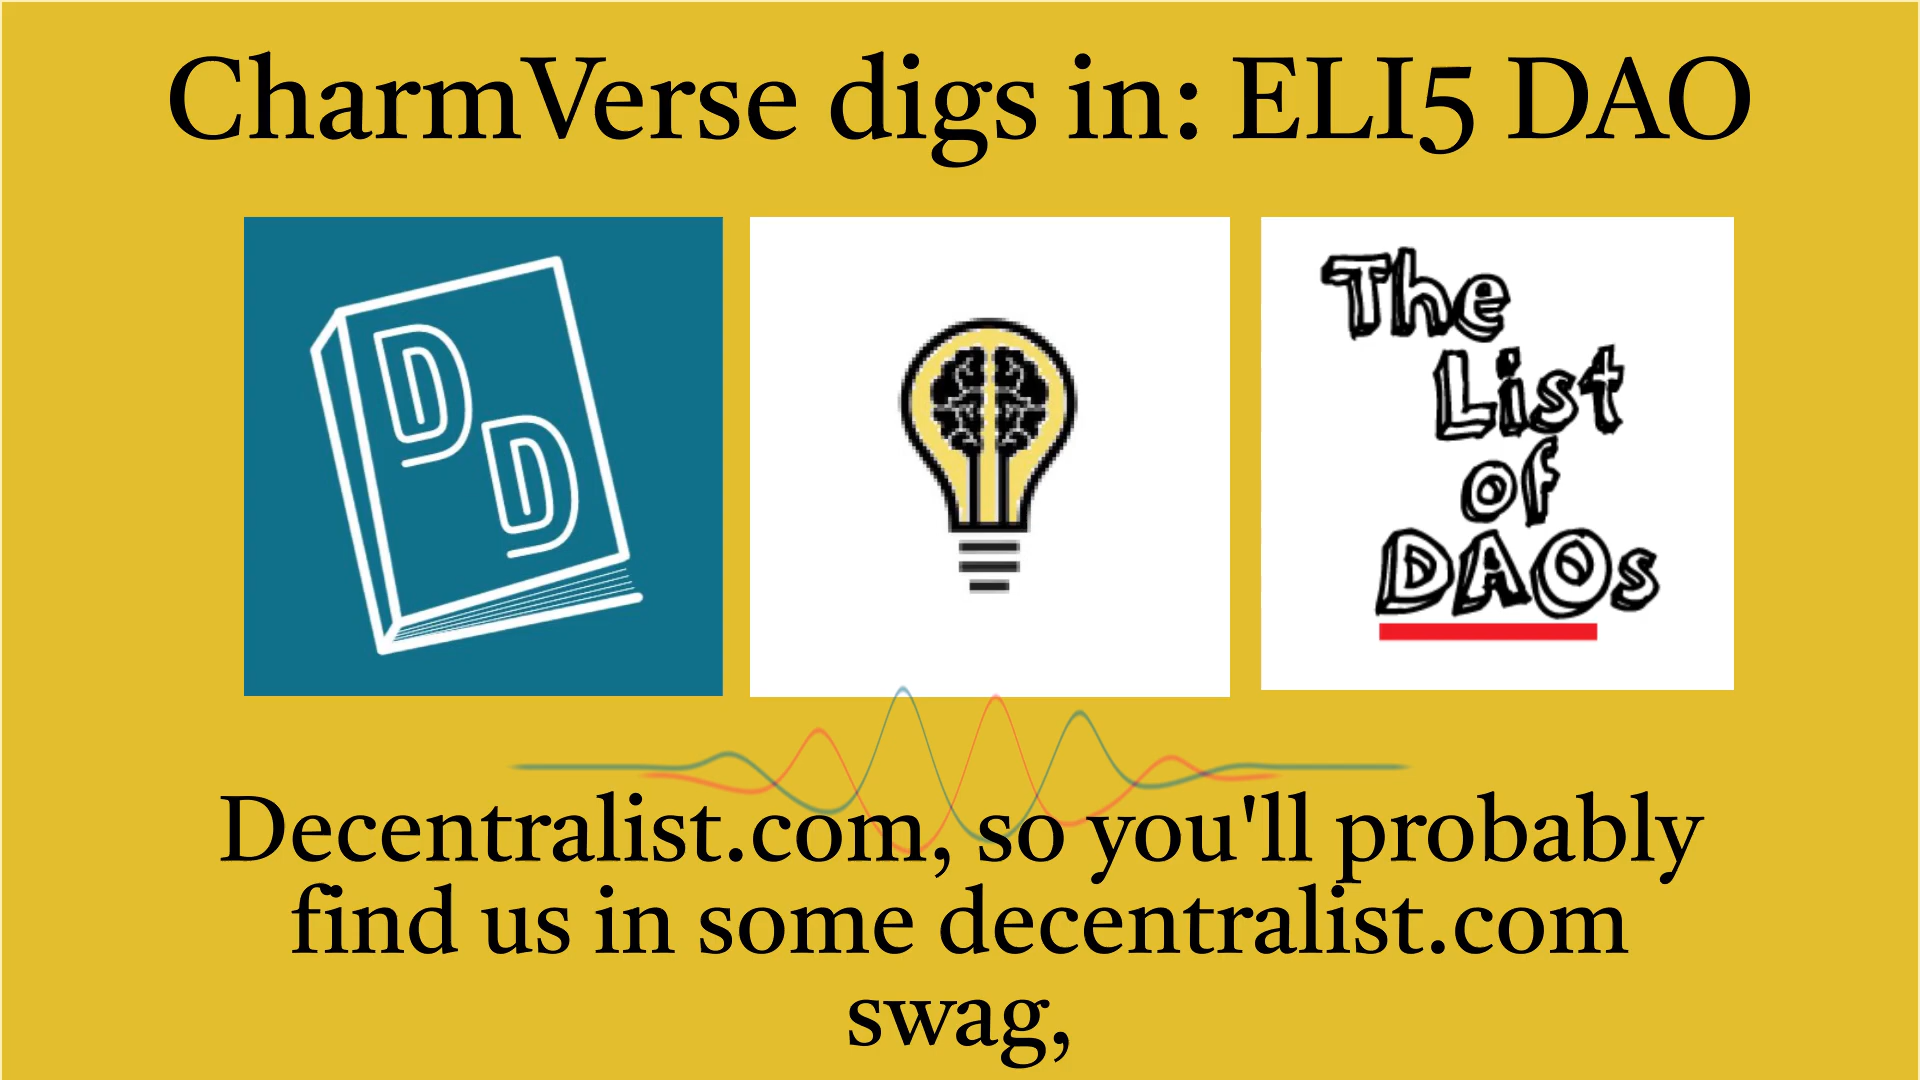 CharmVerse digs in: ELI5 DAO
D
D
The
List
of
DAOs
Decentralist.com, so you'll probably
find us in some decentralist.com
swag,